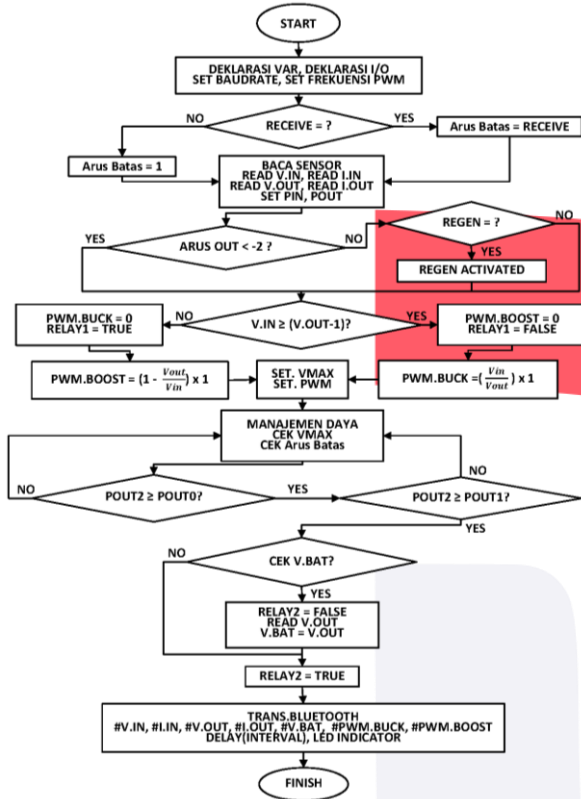 START
DEKLARASI VAR, DEKLARASI I/O
SET BAUDRATE, SET FREKUENSI PWM
NO
RECEIVE = ?
YES
Arus Batas = RECEIVE
Arus Batas = 1
BACA SENSOR
READ V.IN, READ I.IN
READ V.OUT, READ I.OUT
SET PIN, POUT
YES
ARUS OUT < -2 ?
NO
REGEN = ?
NO
YES
REGEN ACTIVATED
PWM.BUCK = 0
RELAY1 = TRUE
NO
V.IN ≥ (V.OUT-1)?
YES
PWM.BOOST = 0
RELAY1 = FALSE
PWM.BOOST = (1 - Vout/Vin) x 1
SET. VMAX
SET. PWM
PWM.BUCK =(Vin/Vout) x 1
MANAJEMEN DAYA
CEK VMAX
CEK Arus Batas
NO
POUT2 ≥ POUT0?
YES
POUT2 ≥ POUT1?
NO
YES
NO
CEK V.BAT?
YES
RELAY2 = FALSE
READ V.OUT
V.BAT = V.OUT
RELAY2 = TRUE
TRANS.BLUETOOTH
#V.IN, #I.IN, #V.OUT, #I.OUT, #V.BAT, #PWM.BUCK, #PWM.BOOST
DELAY(INTERVAL), LED INDICATOR
FINISH